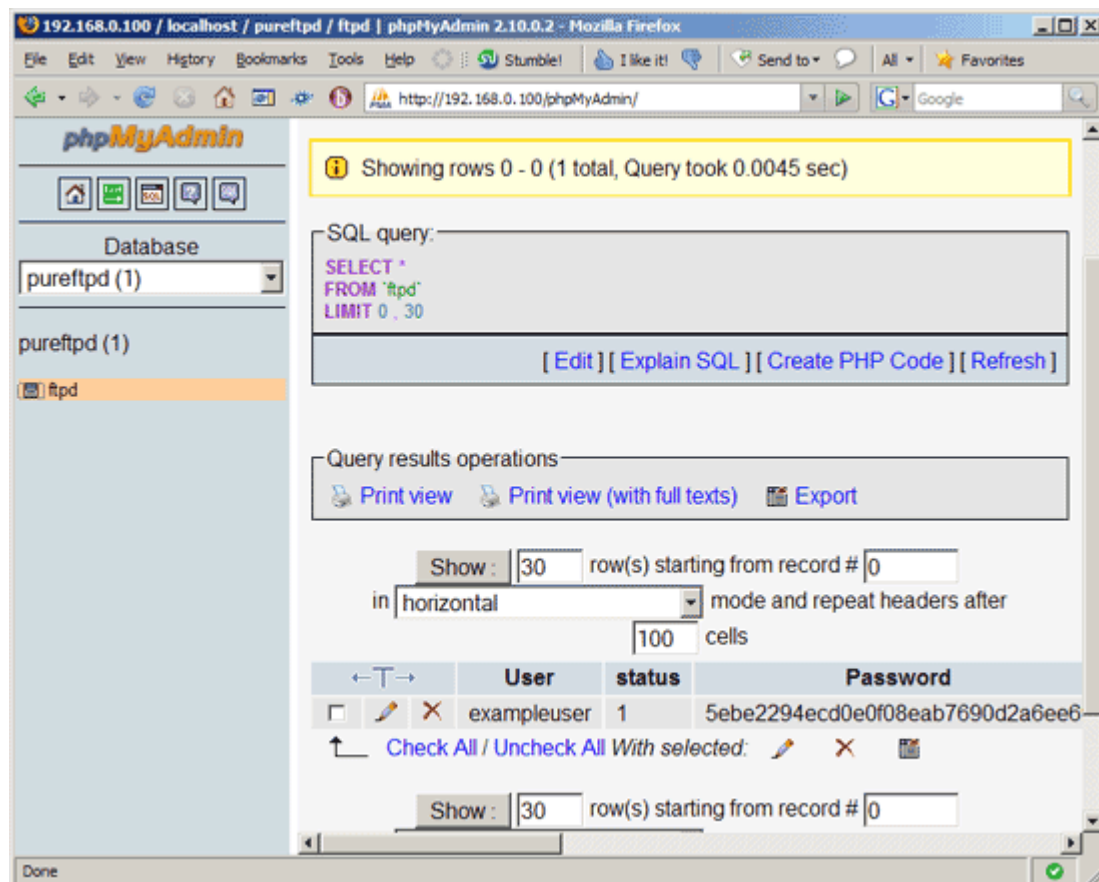 192.168.0.100 / localhost / pureftpd / ftpd | phpMyAdmin 2.10.0.2 - Mozilla Firefox
File Edit View History Bookmarks Tools Help Stumble! I like it! Send to All Favorites
http://192.168.0.100/phpMyAdmin/ G Google
phpMyAdmin
SQL
Database
pureftpd (1)
pureftpd (1)
ftpd
Showing rows 0 - 0 (1 total, Query took 0.0045 sec)
SQL query:
SELECT *
FROM `ftpd`
LIMIT 0 , 30
[ Edit ] [ Explain SQL ] [ Create PHP Code ] [ Refresh ]
Query results operations
Print view Print view (with full texts) Export
Show : 30 row(s) starting from record # 0
in horizontal mode and repeat headers after
100 cells
←T→ User status Password
exampleuser 1 5ebe2294ecd0e0f08eab7690d2a6ee6
Check All / Uncheck All With selected:
Show : 30 row(s) starting from record # 0
Done